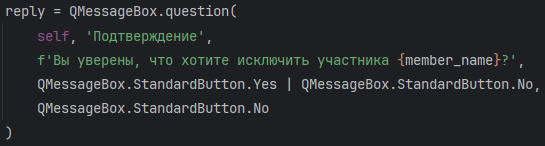 reply = QMessageBox.question(
    self, 'Подтверждение',
    f'Вы уверены, что хотите исключить участника {member_name}?',
    QMessageBox.StandardButton.Yes | QMessageBox.StandardButton.No,
    QMessageBox.StandardButton.No
)